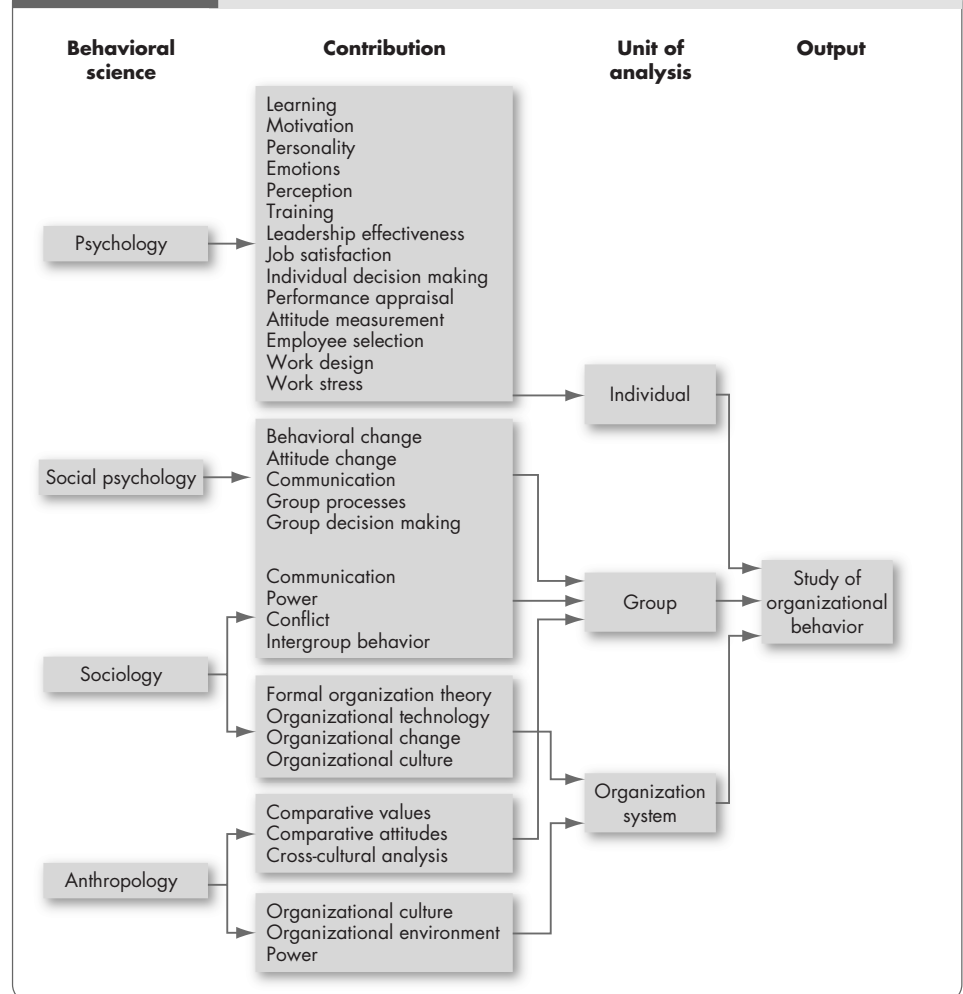 Behavioral
science
Contribution
Unit of
analysis
Output
Psychology
Learning
Motivation
Personality
Emotions
Perception
Training
Leadership effectiveness
Job satisfaction
Individual decision making
Performance appraisal
Attitude measurement
Employee selection
Work design
Work stress
Individual
Social psychology
Behavioral change
Attitude change
Communication
Group processes
Group decision making
Communication
Power
Conflict
Intergroup behavior
Group
Study of
organizational
behavior
Sociology
Formal organization theory
Organizational technology
Organizational change
Organizational culture
Organization
system
Anthropology
Comparative values
Comparative attitudes
Cross-cultural analysis
Organizational culture
Organizational environment
Power